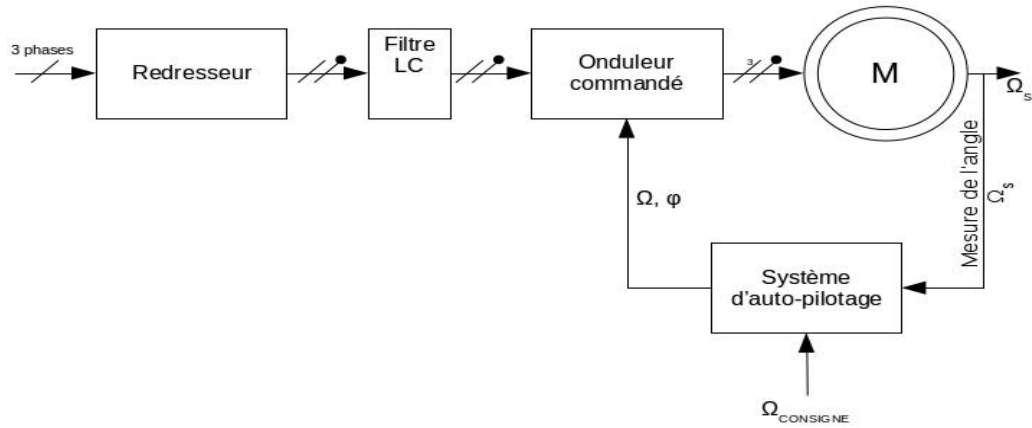 3 phases
Redresseur
Filtre
LC
Onduleur
commandé
3
M
Ω_S
Mesure de l'angle
Ω_s
Ω, φ
Système
d'auto-pilotage
Ω_CONSIGNE